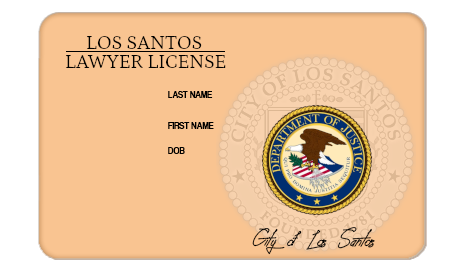 LOS SANTOS
LAWYER LICENSE
LAST NAME
FIRST NAME
DOB
CITY OF LOS SANTOS
DEPARTMENT OF JUSTICE
QUI PRO DOMINA JUSTITIA SEQUITUR
City of Los Santos